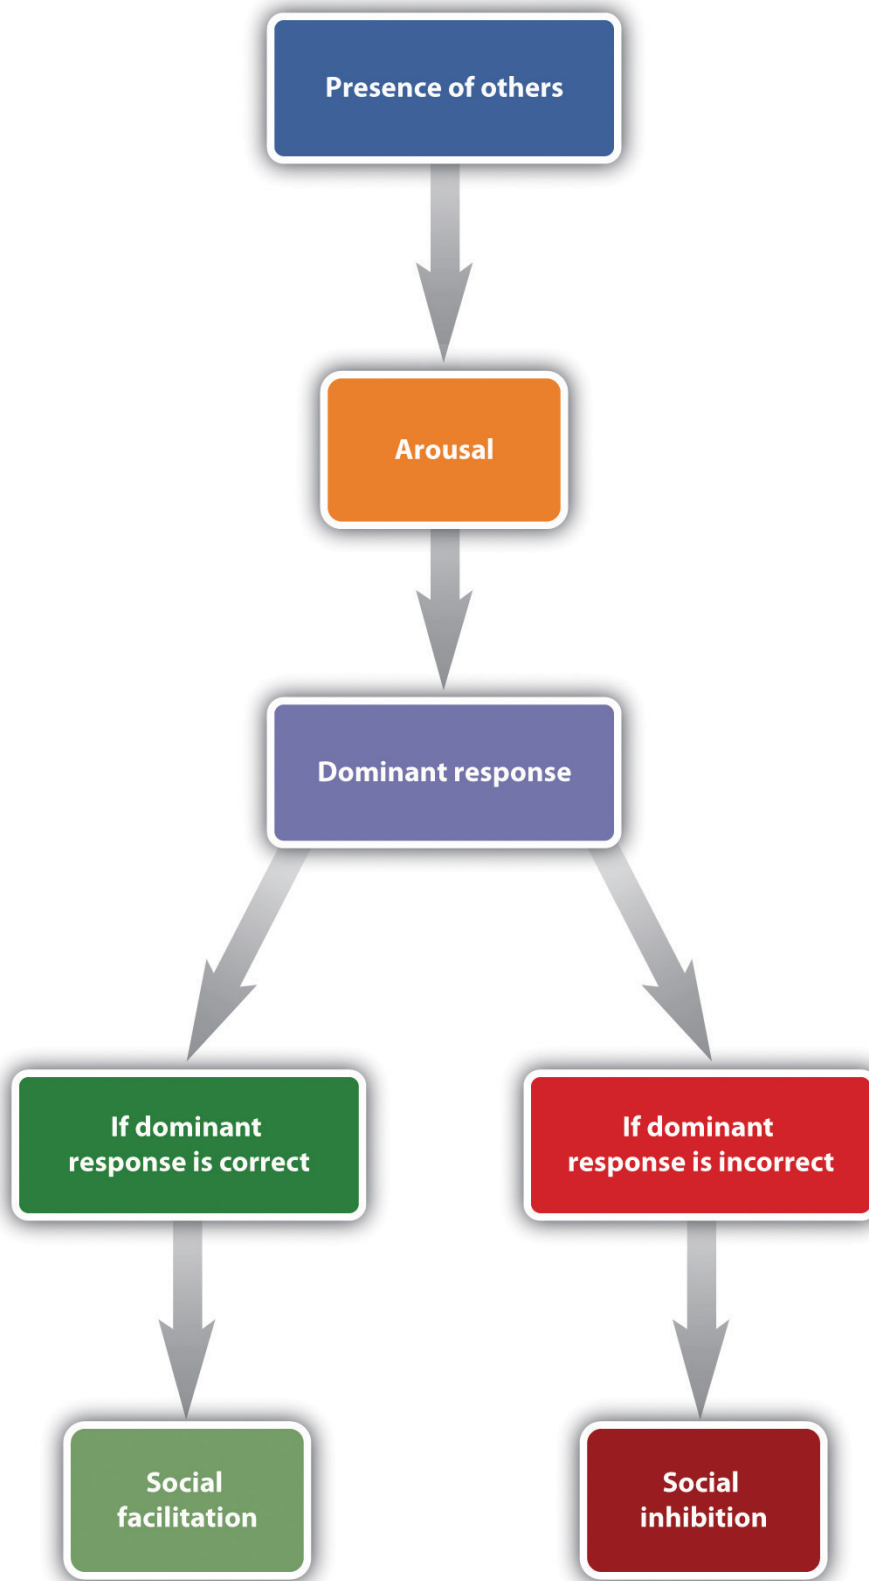 Presence of others
Arousal
Dominant response
If dominant
response is correct
If dominant
response is incorrect
Social
facilitation
Social
inhibition